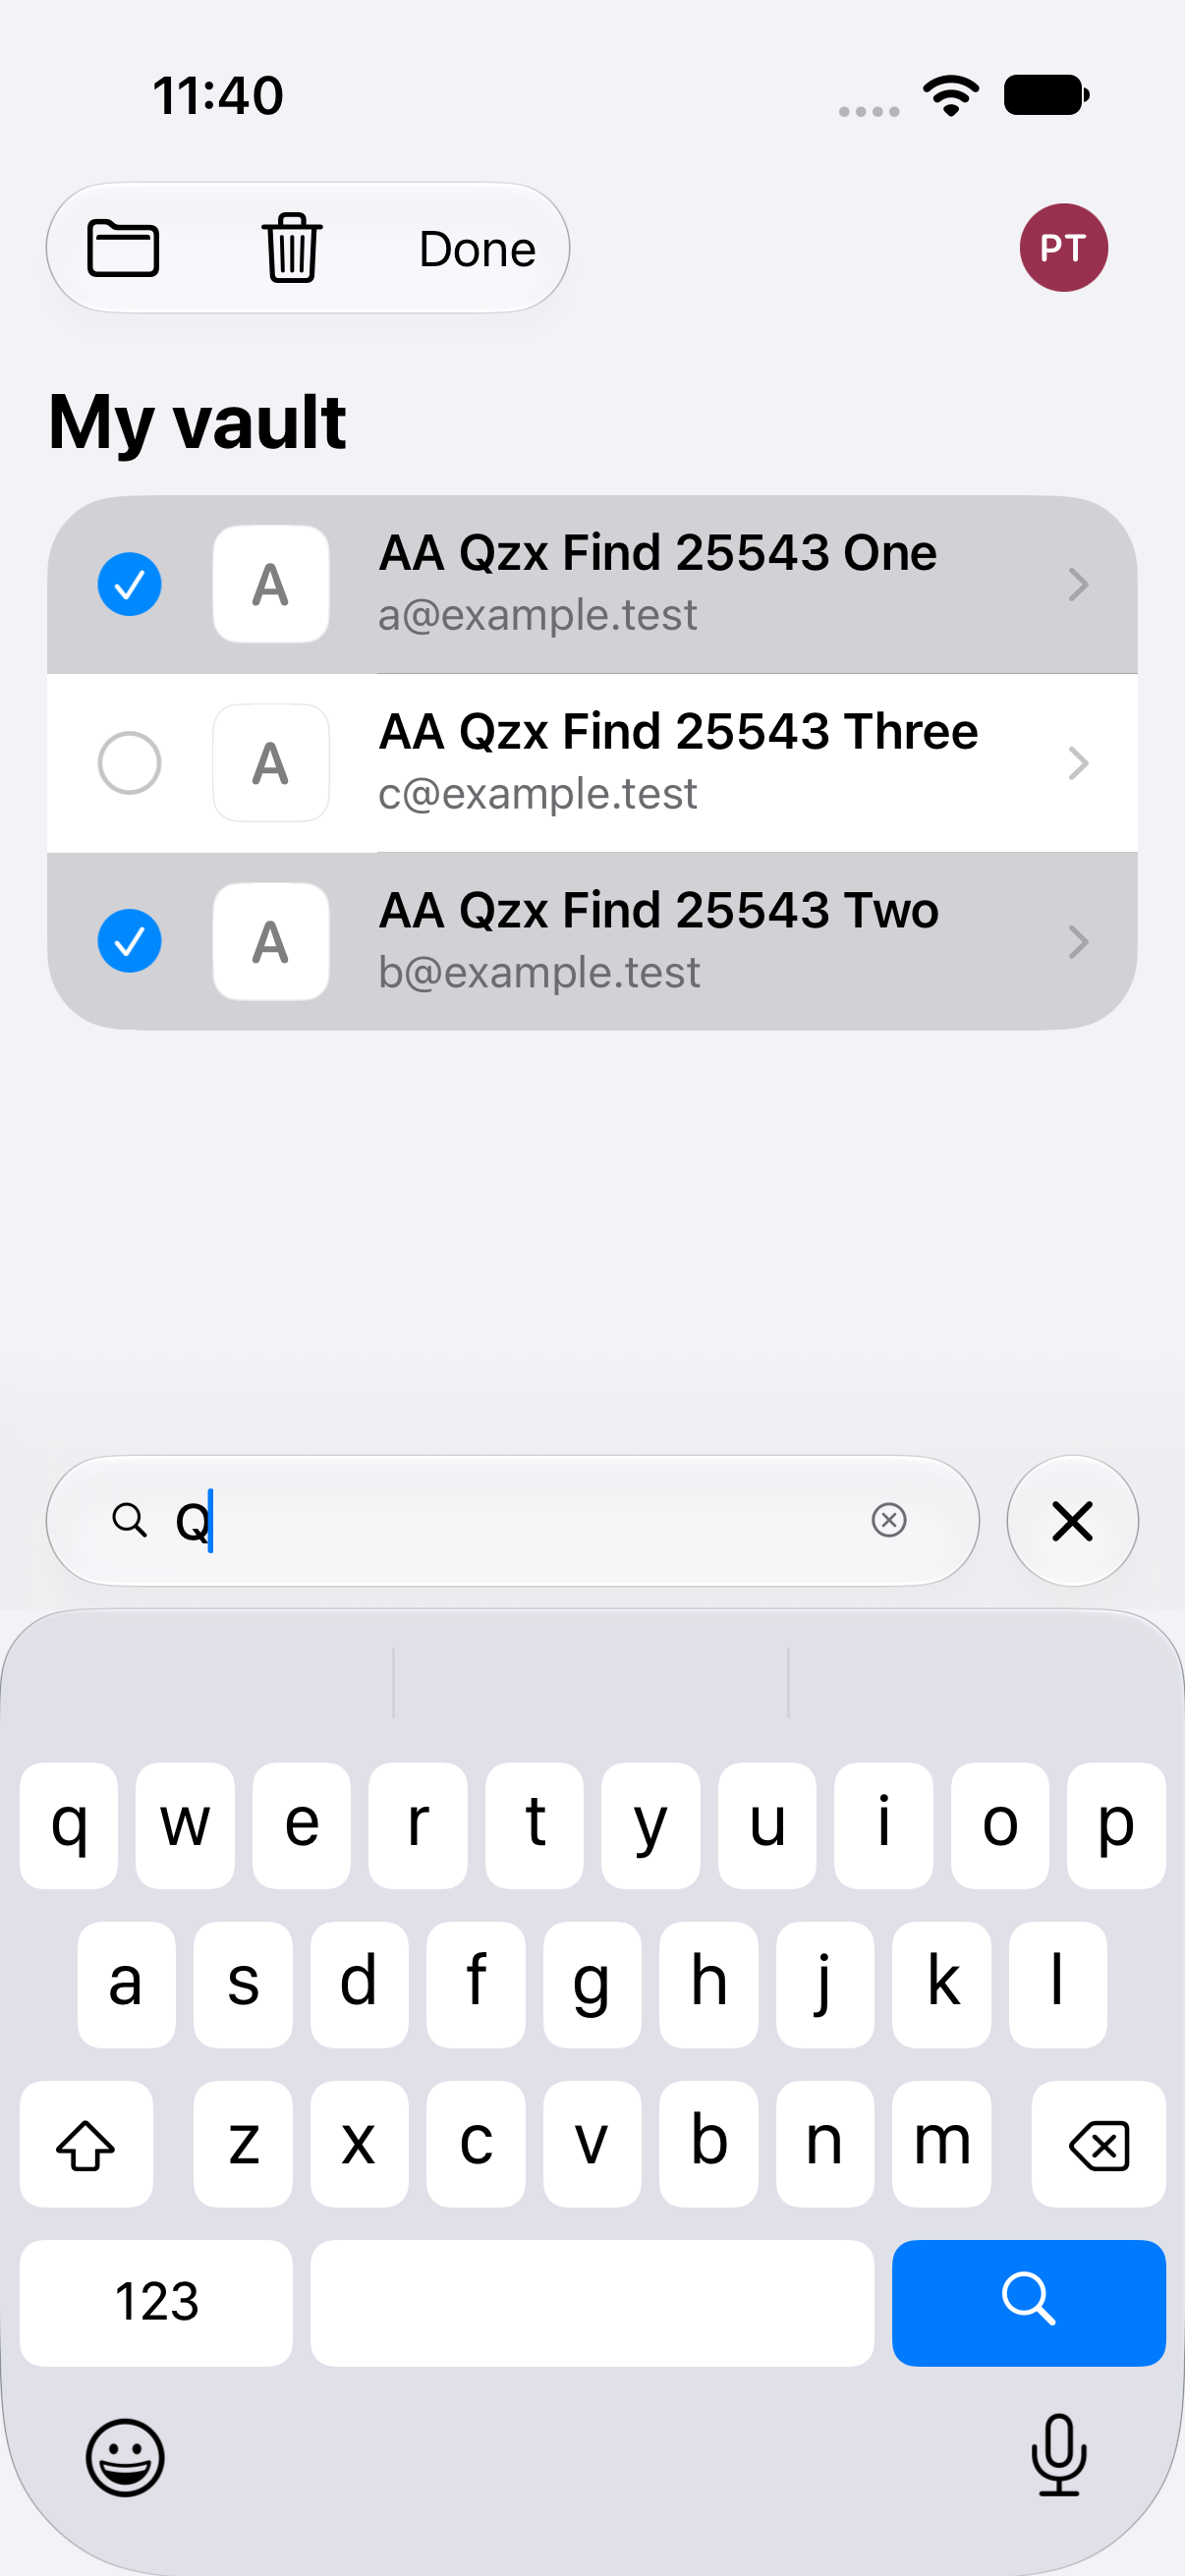 11:40
Done
PT
My vault
A
AA Qzx Find 25543 One
a@example.test
A
AA Qzx Find 25543 Three
c@example.test
A
AA Qzx Find 25543 Two
b@example.test
Q
q w e r t y u i o p
a s d f g h j k l
z x c v b n m
123